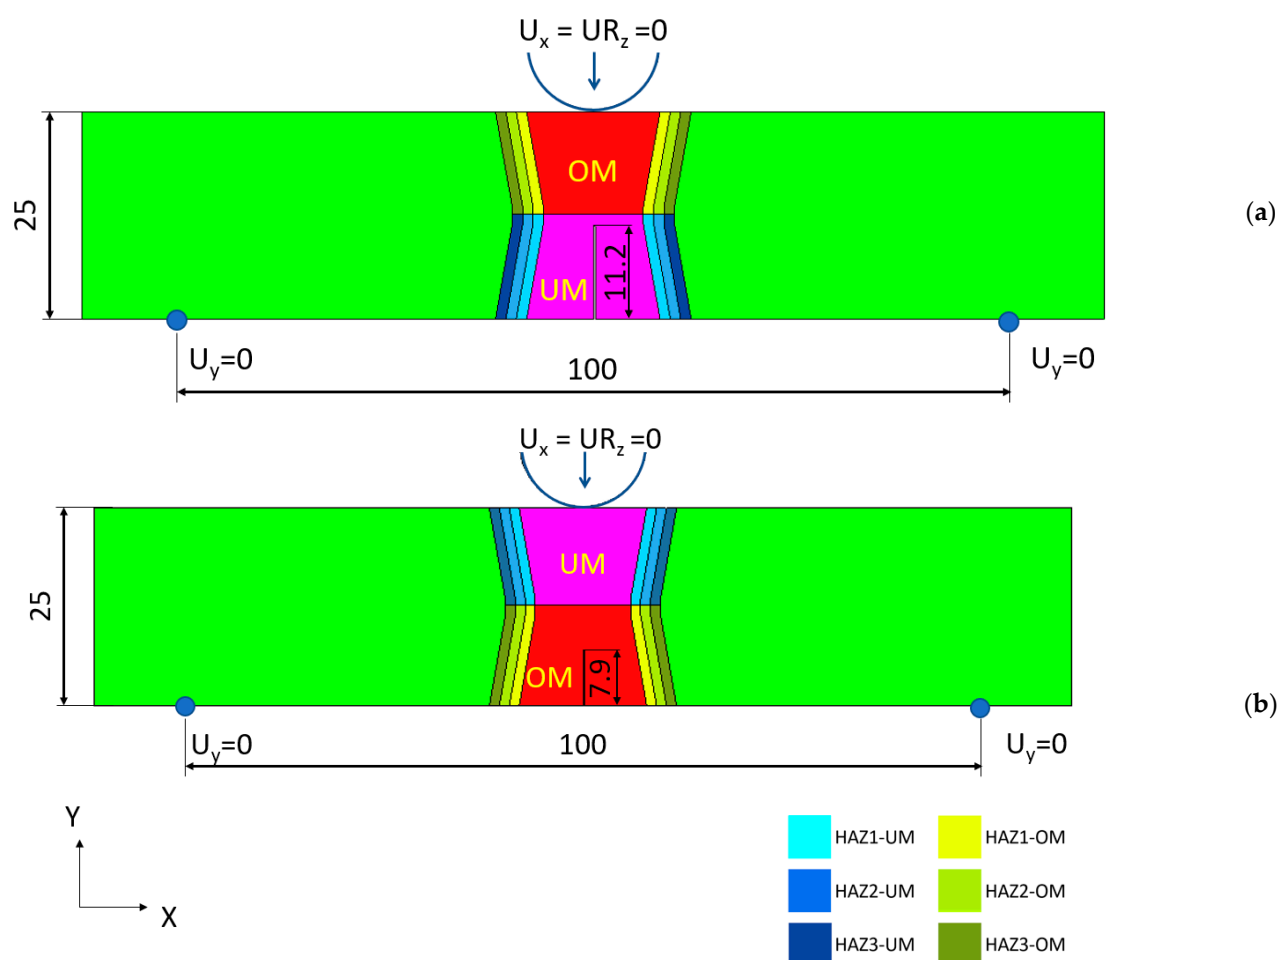 Ux = URz =0
OM
25
(a)
11.2
UM
Uy=0
Uy=0
100
Ux = URz =0
UM
25
OM
7.9
(b)
Uy=0
100
Uy=0
Y
X
HAZ1-UM
HAZ1-OM
HAZ2-UM
HAZ2-OM
HAZ3-UM
HAZ3-OM